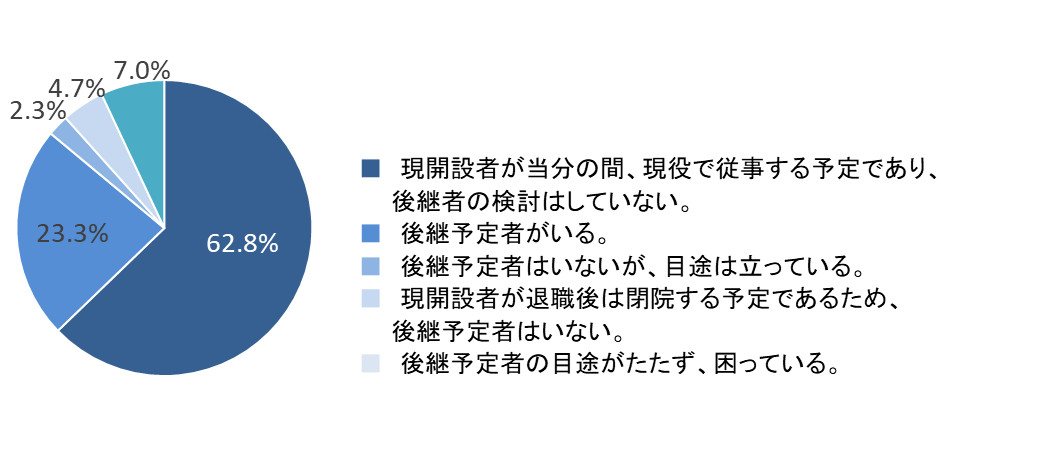 7.0%
4.7%
2.3%
23.3%
62.8%
現開設者が当分の間、現役で従事する予定であり、
後継者の検討はしていない。
後継予定者がいる。
後継予定者はいないが、目途は立っている。
現開設者が退職後は閉院する予定であるため、
後継予定者はいない。
後継予定者の目途がたたず、困っている。